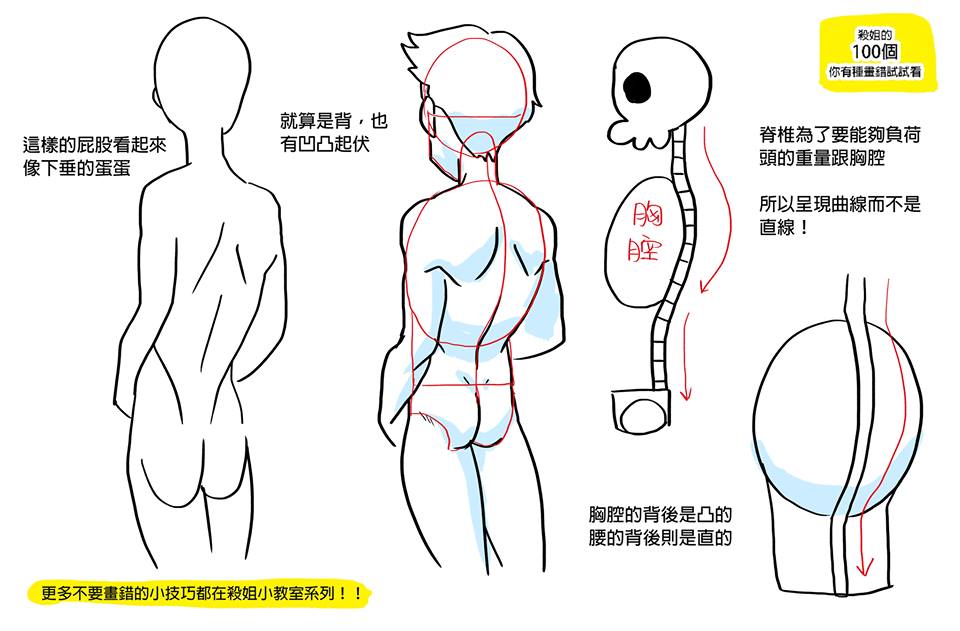 殺姐的
100個
你有種畫錯試試看
這樣的屁股看起來
像下垂的蛋蛋
就算是背，也
有凹凸起伏
脊椎為了要能夠負荷
頭的重量跟胸腔
所以呈現曲線而不是
直線！
胸
腔
胸腔的背後是凸的
腰的背後則是直的
更多不要畫錯的小技巧都在殺姐小教室系列！！